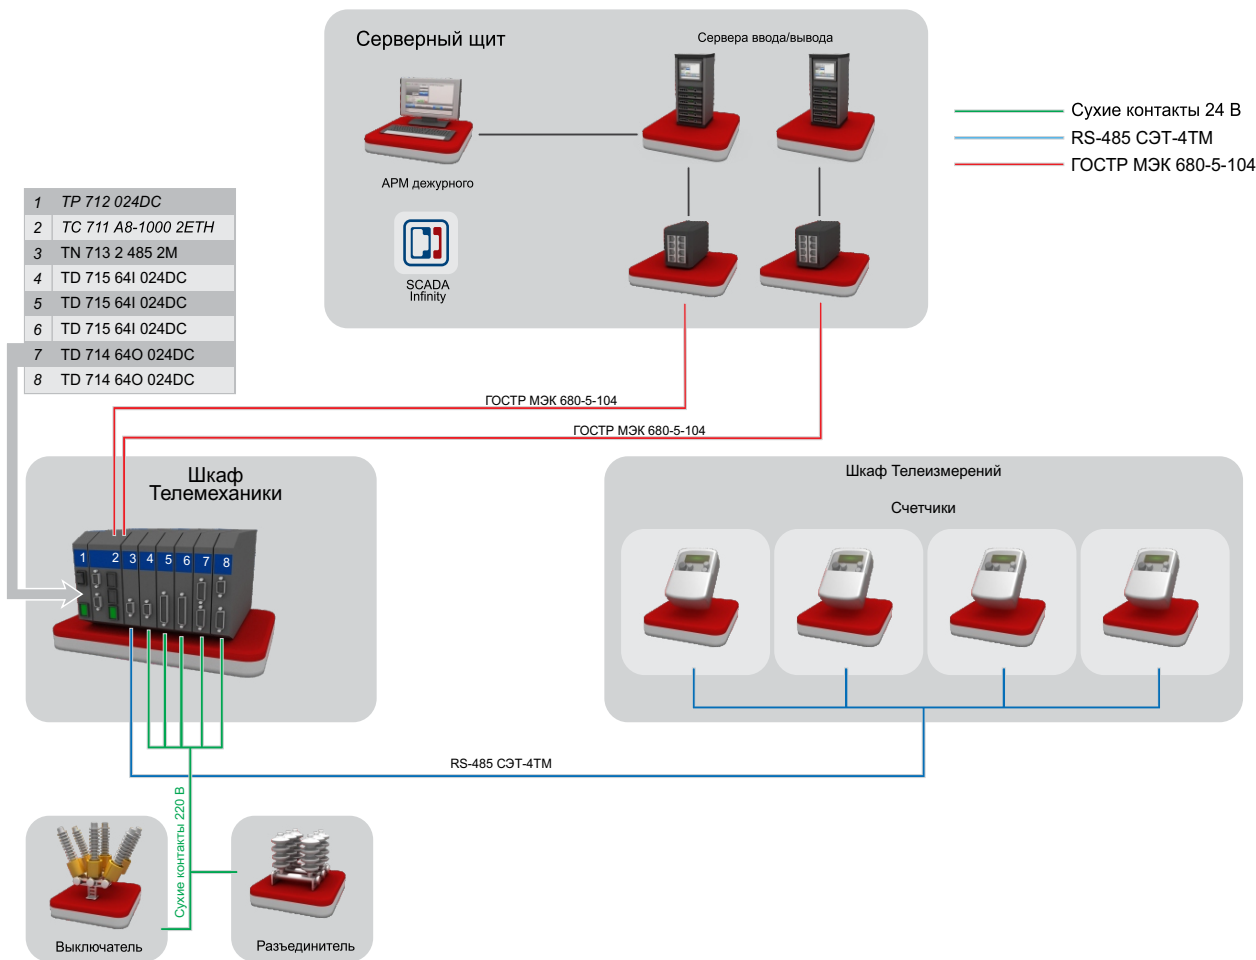 Серверный щит
Сервера ввода/вывода
АРМ дежурного
SCADA
Infinity
Сухие контакты 24 В
RS-485 СЭТ-4ТМ
ГОСТР МЭК 680-5-104
1 TP 712 024DC
2 TC 711 A8-1000 2ETH
3 TN 713 2 485 2M
4 TD 715 64I 024DC
5 TD 715 64I 024DC
6 TD 715 64I 024DC
7 TD 714 64O 024DC
8 TD 714 64O 024DC
ГОСТР МЭК 680-5-104
ГОСТР МЭК 680-5-104
Шкаф
Телемеханики
1 2 3 4 5 6 7 8
Шкаф Телеизмерений
Счетчики
RS-485 СЭТ-4ТМ
Сухие контакты 220 В
Выключатель
Разъединитель